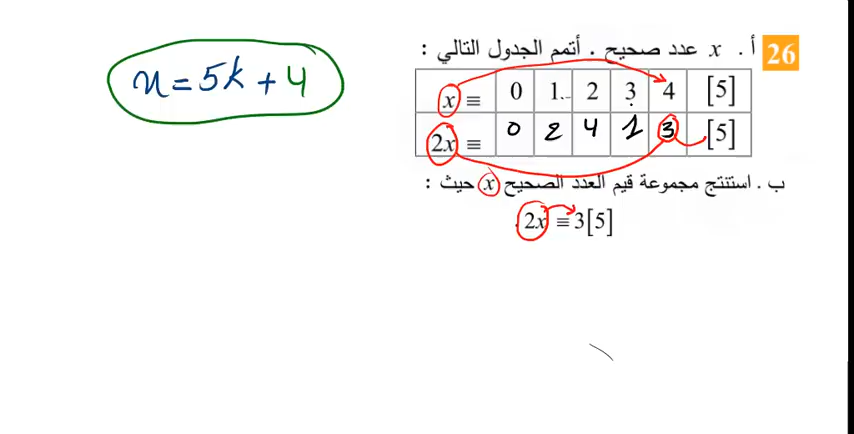 x = 5k + 4
26 أ . x عدد صحيح . أتمم الجدول التالي :
x ≡ 0 1 2 3 4 [5]
2x ≡ 0 2 4 1 3 [5]
ب . استنتج مجموعة قيم العدد الصحيح x حيث :
2x ≡ 3[5] .